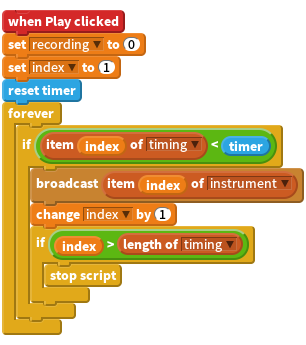 when Play clicked
set recording to 0
set index to 1
reset timer
forever
if item index of timing < timer
broadcast item index of instrument
change index by 1
if index > length of timing
stop script